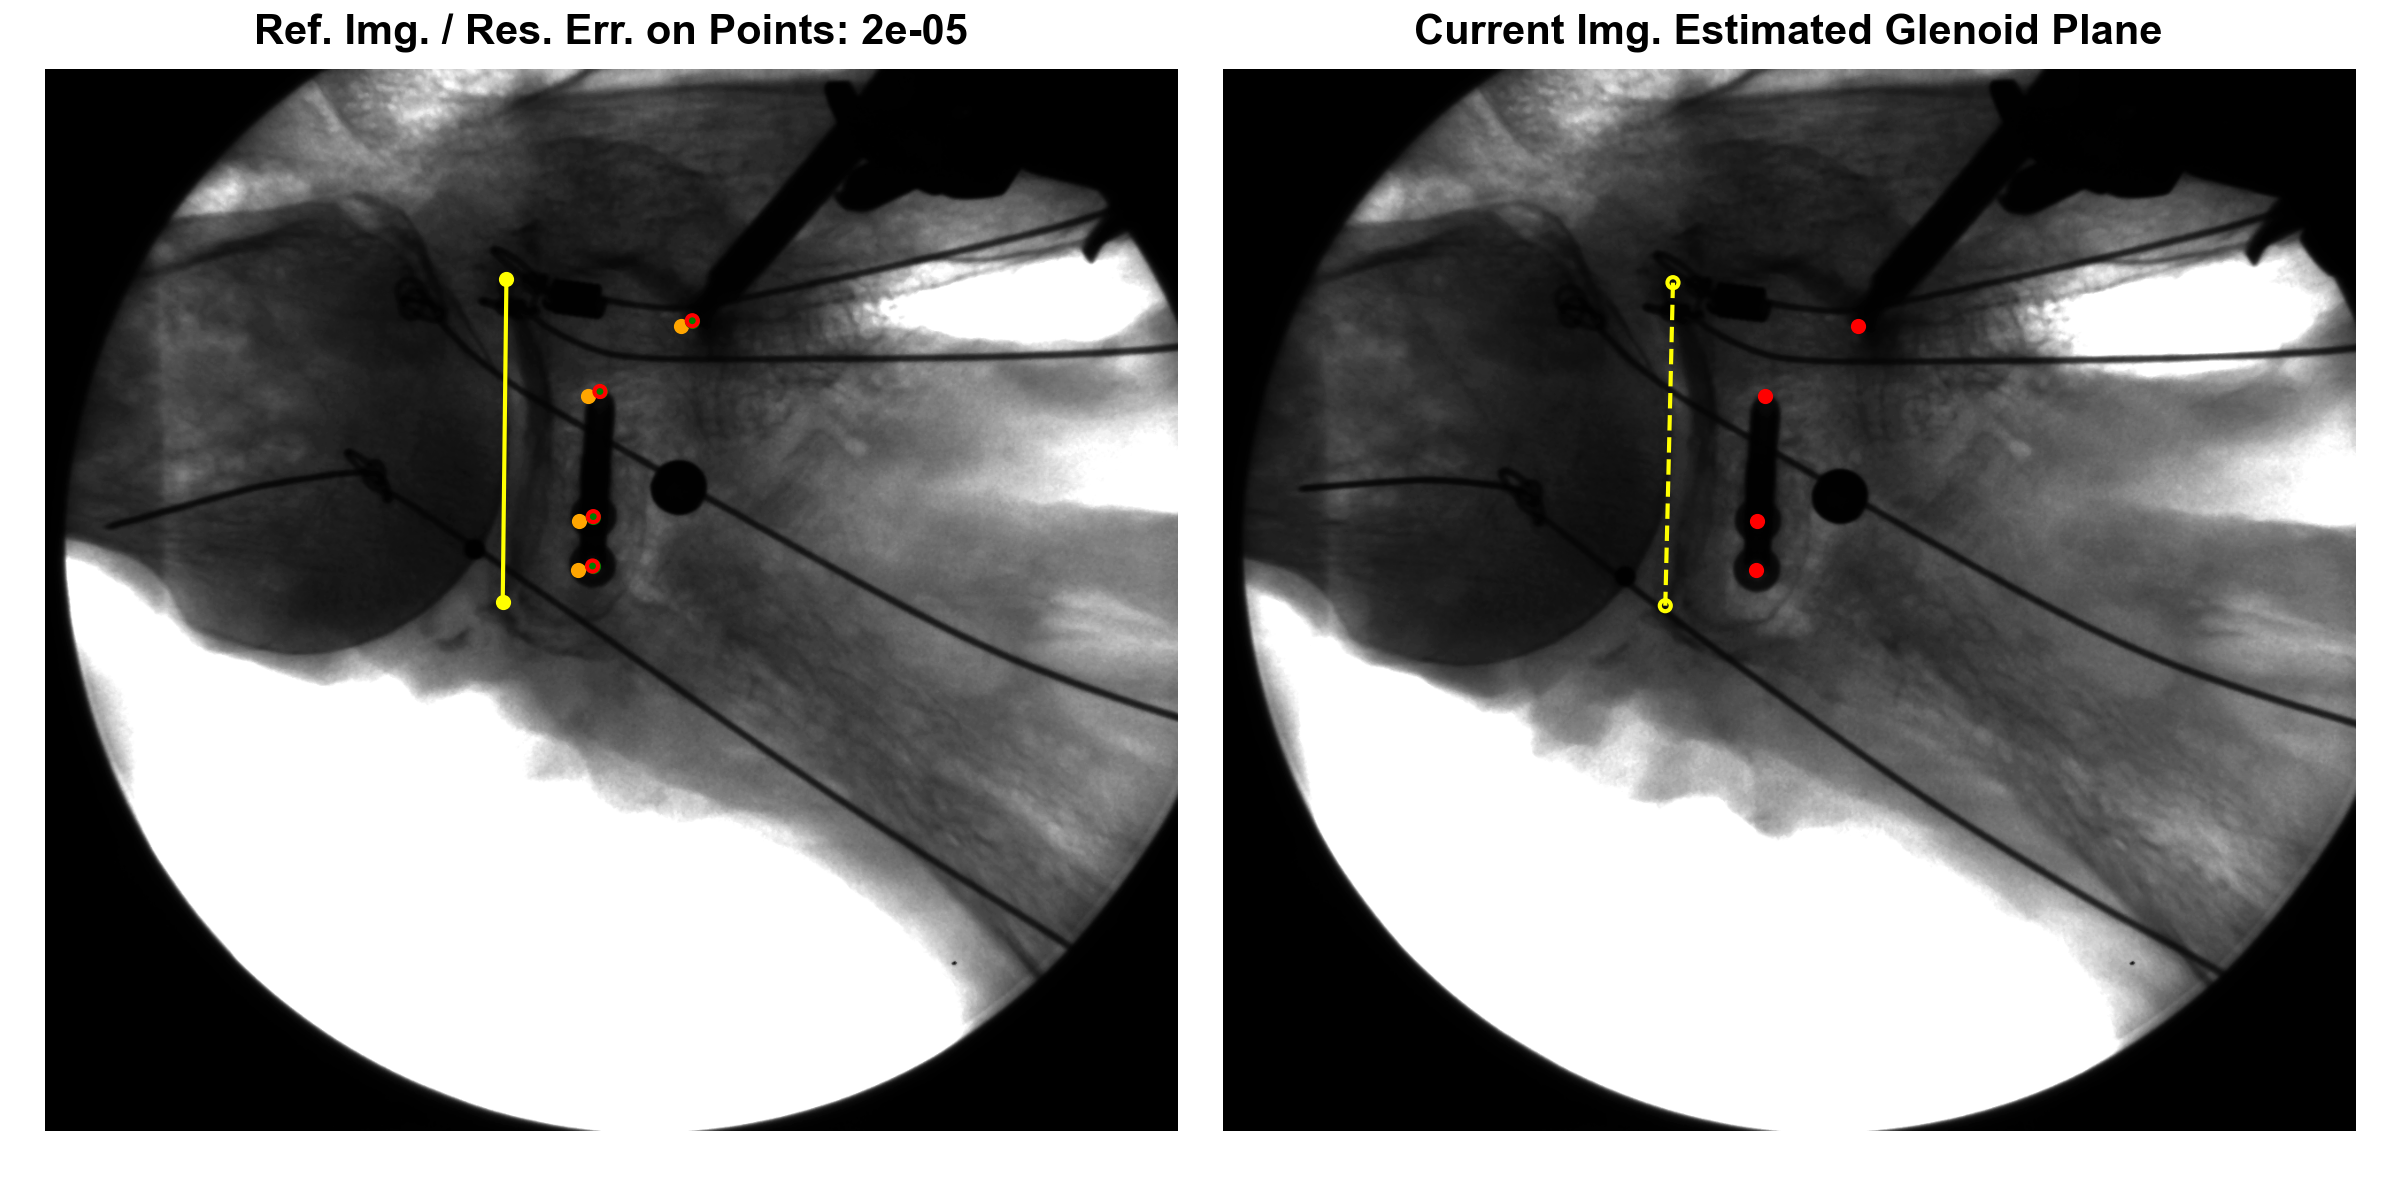 Ref. Img. / Res. Err. on Points: 2e-05
Current Img. Estimated Glenoid Plane